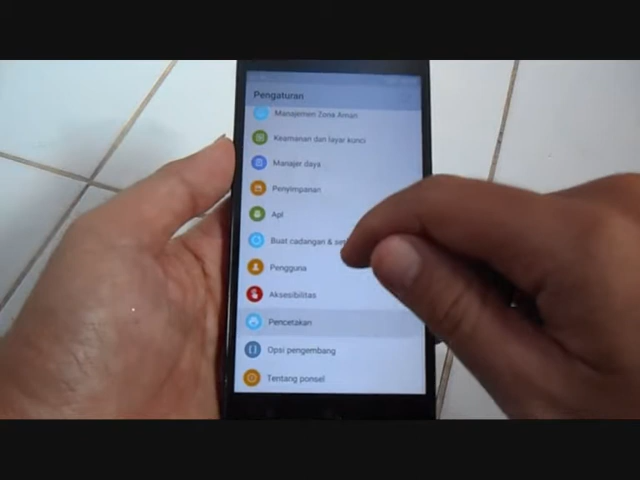 Pengaturan
Manajemen Zona Aman
Keamanan dan layar kunci
Manajer daya
Penyimpanan
Apl
Buat cadangan &
Pengguna
Aksesibilitas
Pencetakan
Opsi pengembang
Tentang ponsel